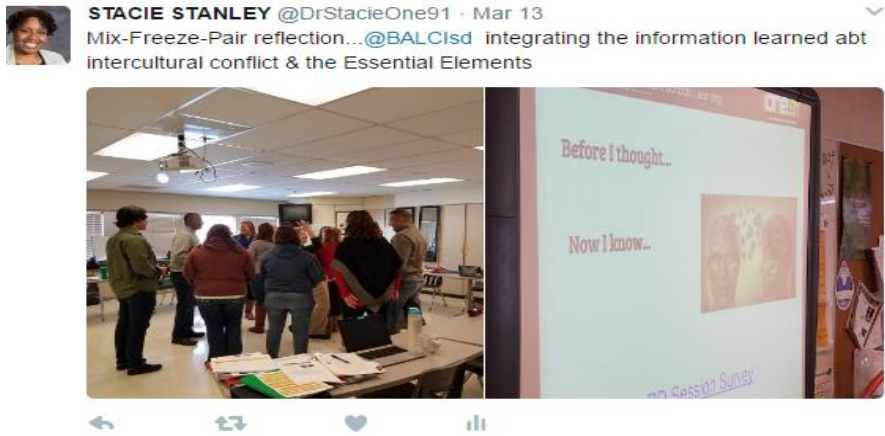 STACIE STANLEY @DrStacieOne91 · Mar 13
Mix-Freeze-Pair reflection...@BALCIsd integrating the information learned abt
intercultural conflict & the Essential Elements
one91
Before I thought...
Now I know...
Session Survey